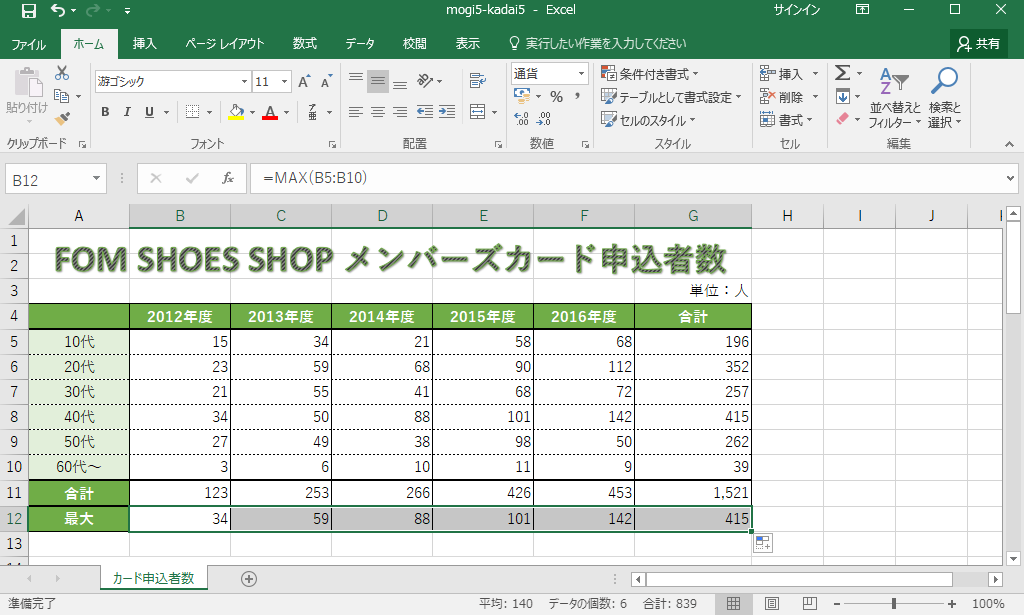 mogi5-kadai5 - Excel サインイン
ファイル ホーム 挿入 ページ レイアウト 数式 データ 校閲 表示 実行したい作業を入力してください 共有
貼り付け 游ゴシック 11 A A 通貨 条件付き書式 挿入 Σ
B I U A 亜 % , テーブルとして書式設定 削除 並べ替えと フィルター 検索と 選択
セルのスタイル 書式
クリップボード フォント 配置 数値 スタイル セル 編集
B12 fx =MAX(B5:B10)
A B C D E F G H I J
1
2 FOM SHOES SHOP メンバーズカード申込者数
3 単位：人
4 2012年度 2013年度 2014年度 2015年度 2016年度 合計
5 10代 15 34 21 58 68 196
6 20代 23 59 68 90 112 352
7 30代 21 55 41 68 72 257
8 40代 34 50 88 101 142 415
9 50代 27 49 38 98 50 262
10 60代～ 3 6 10 11 9 39
11 合計 123 253 266 426 453 1,521
12 最大 34 59 88 101 142 415
13
カード申込者数
準備完了 平均: 140 データの個数: 6 合計: 839 100%